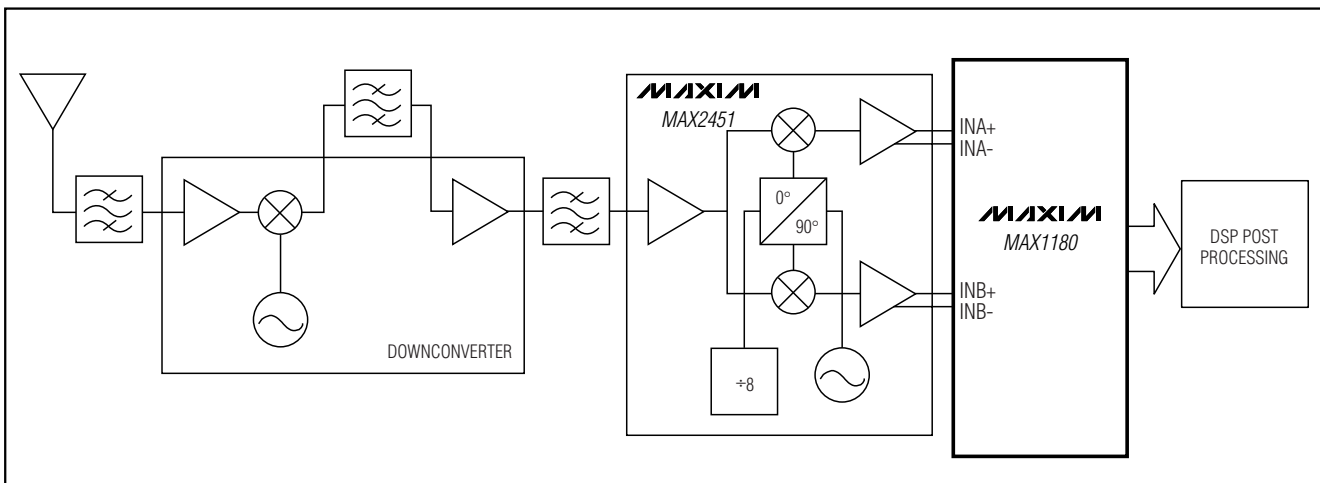 DOWNCONVERTER
MAXIM
MAX2451
0°
90°
÷8
INA+
INA-
MAXIM
MAX1180
INB+
INB-
DSP POST
PROCESSING